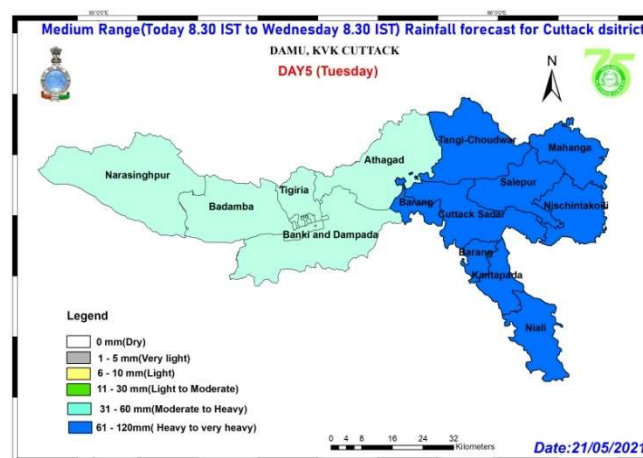 Medium Range(Today 8.30 IST to Wednesday 8.30 IST) Rainfall forecast for Cuttack dsitrict
DAMU, KVK CUTTACK
DAY5 (Tuesday)
N
75
Tangi-Choudwar
Mahanga
Athagad
Narasinghpur
Tigiria
Salepur
Badamba
Barang
Nischintakoili
Cuttack Sadar
Banki and Dampada
Barang
Kantapada
Niali
Legend
0 mm(Dry)
1 - 5 mm(Very light)
6 - 10 mm(Light)
11 - 30 mm(Light to Moderate)
31 - 60 mm(Moderate to Heavy)
61 - 120mm( Heavy to very heavy)
0 4 8 16 24 32
Kilometers
Date:21/05/2021